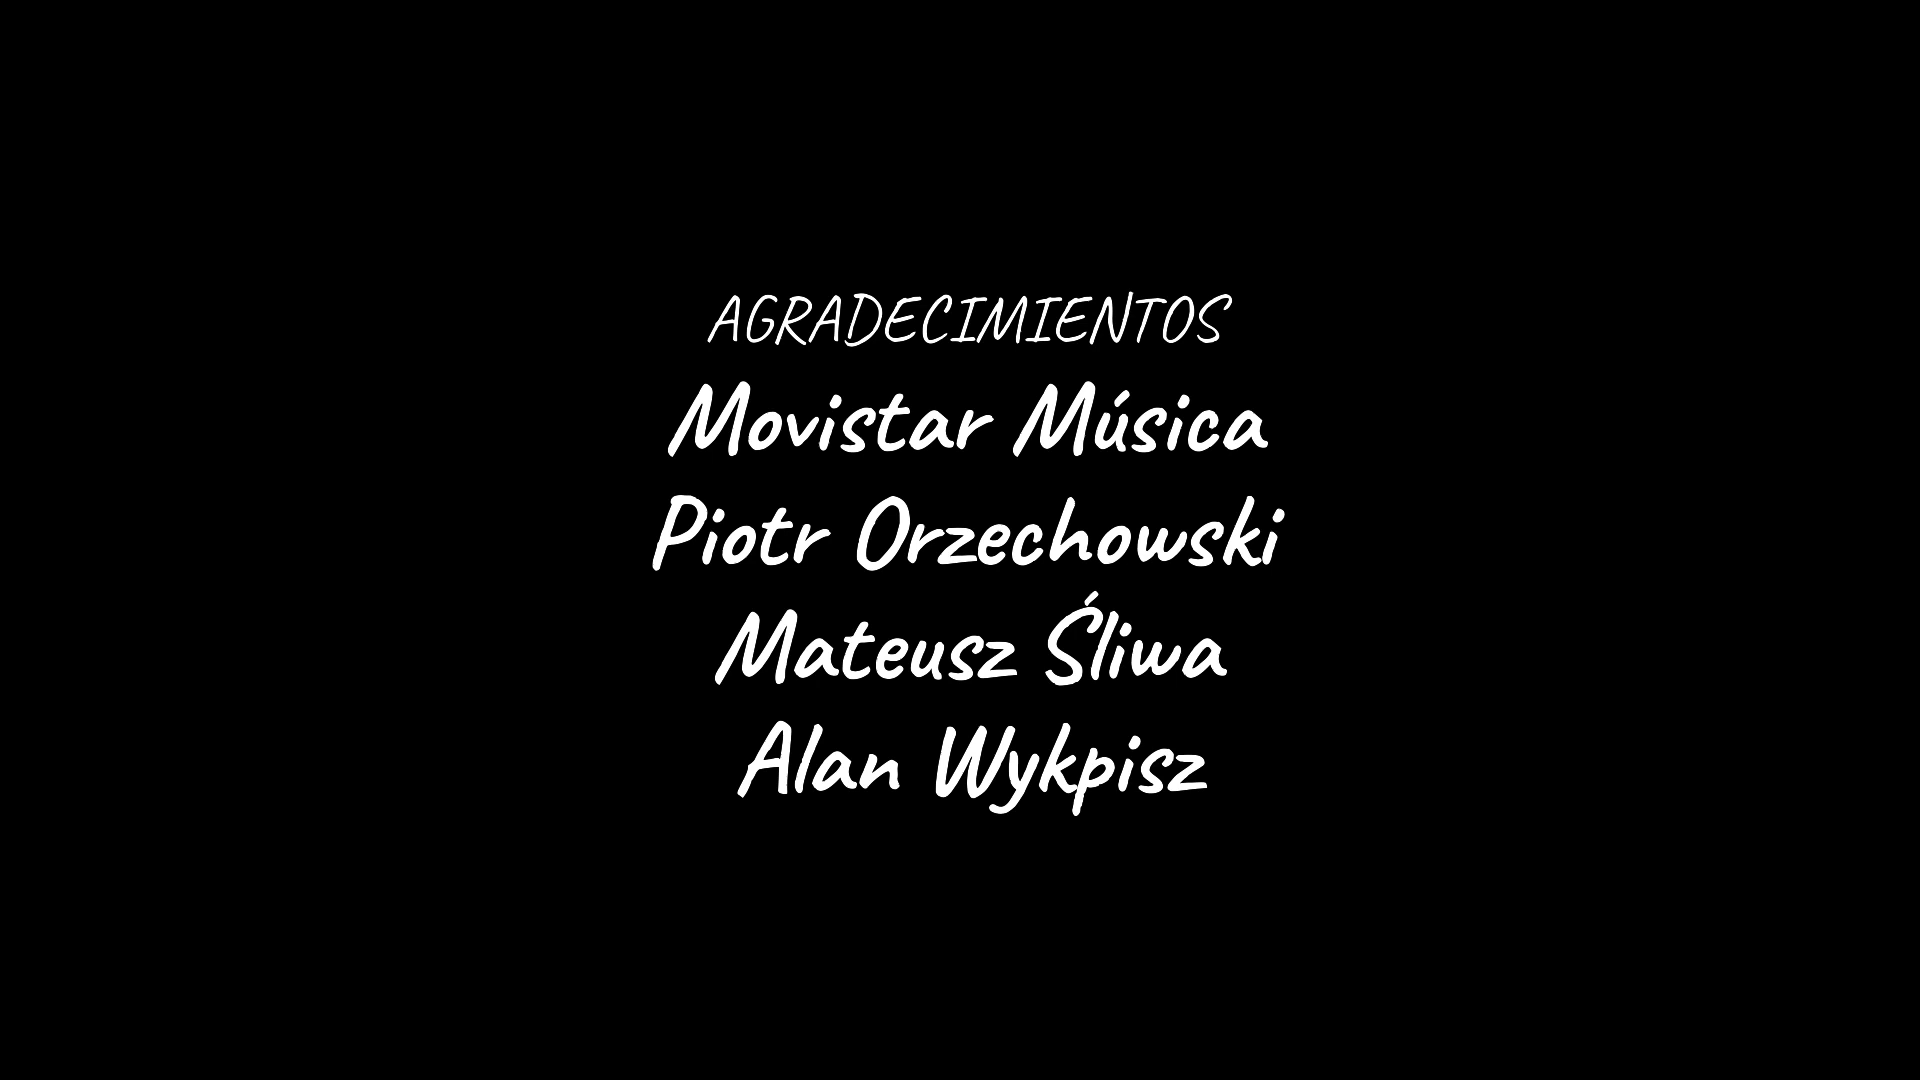 AGRADECIMIENTOS
Movistar Música
Piotr Orzechowski
Mateusz Śliwa
Alan Wykpisz